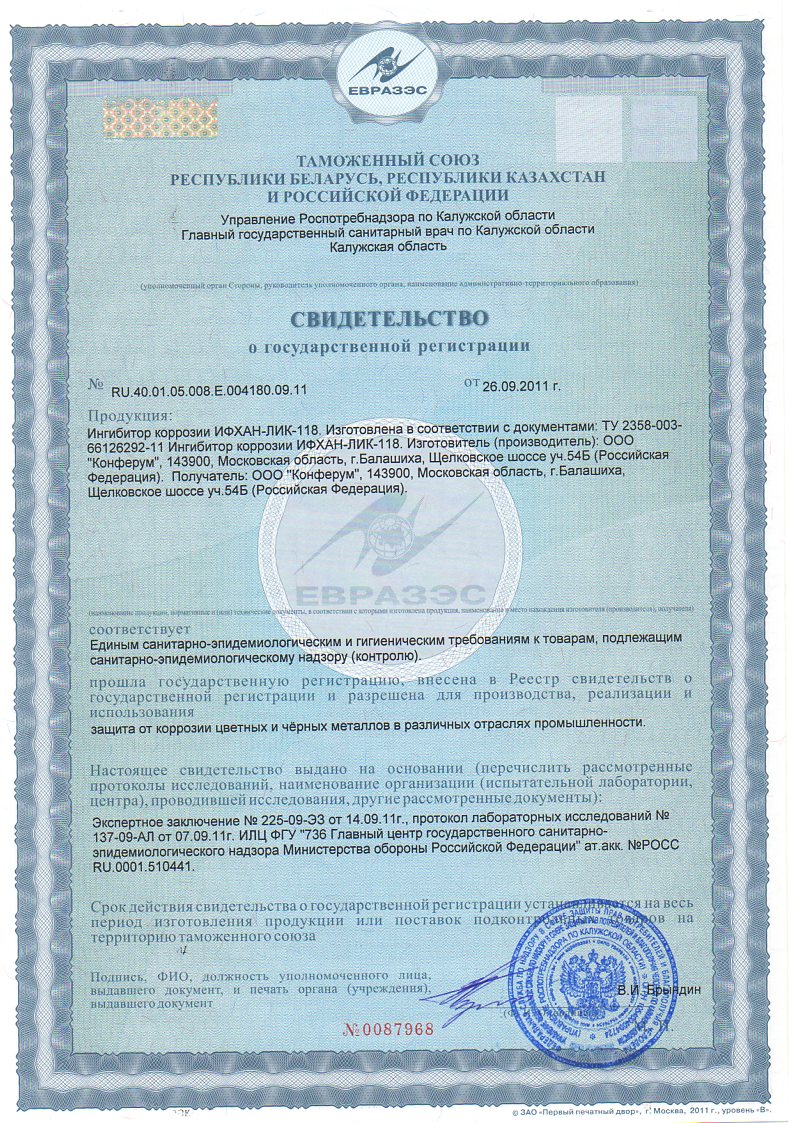 ЕВРАЗЭС
ТАМОЖЕННЫЙ СОЮЗ
РЕСПУБЛИКИ БЕЛАРУСЬ, РЕСПУБЛИКИ КАЗАХСТАН
И РОССИЙСКОЙ ФЕДЕРАЦИИ
Управление Роспотребнадзора по Калужской области
Главный государственный санитарный врач по Калужской области
Калужская область
(уполномоченный орган Стороны, руководитель уполномоченного органа, наименование административно-территориального образования)
СВИДЕТЕЛЬСТВО
о государственной регистрации
№ RU.40.01.05.008.Е.004180.09.11 от 26.09.2011 г.
Продукция:
Ингибитор коррозии ИФХАН-ЛИК-118. Изготовлена в соответствии с документами: ТУ 2358-003-
66126292-11 Ингибитор коррозии ИФХАН-ЛИК-118. Изготовитель (производитель): ООО
"Конферум", 143900, Московская область, г.Балашиха, Щелковское шоссе уч.54Б (Российская
Федерация). Получатель: ООО "Конферум", 143900, Московская область, г.Балашиха,
Щелковское шоссе уч.54Б (Российская Федерация).
ЕВРАЗЭС
(наименование продукции, нормативные и (или) технические документы, в соответствии с которыми изготовлена продукция, наименование и место нахождения изготовителя (производителя), получателя)
соответствует
Единым санитарно-эпидемиологическим и гигиеническим требованиям к товарам, подлежащим
санитарно-эпидемиологическому надзору (контролю).
прошла государственную регистрацию, внесена в Реестр свидетельств о
государственной регистрации и разрешена для производства, реализации и
использования
защита от коррозии цветных и чёрных металлов в различных отраслях промышленности.
Настоящее свидетельство выдано на основании (перечислить рассмотренные
протоколы исследований, наименование организации (испытательной лаборатории,
центра), проводившей исследования, другие рассмотренные документы):
Экспертное заключение № 225-09-ЭЗ от 14.09.11г., протокол лабораторных исследований №
137-09-АЛ от 07.09.11г. ИЛЦ ФГУ "736 Главный центр государственного санитарно-
эпидемиологического надзора Министерства обороны Российской Федерации" ат.акк. №РОСС
RU.0001.510441.
Срок действия свидетельства о государственной регистрации устанавливается на весь
период изготовления продукции или поставок подконтрольных товаров на
территорию таможенного союза
Подпись, ФИО, должность уполномоченного лица,
выдавшего документ, и печать органа (учреждения),
выдавшего документ
В.И. Брындин
№0087968
М. П.
© ЗАО «Первый печатный двор», г. Москва, 2011 г., уровень «В».